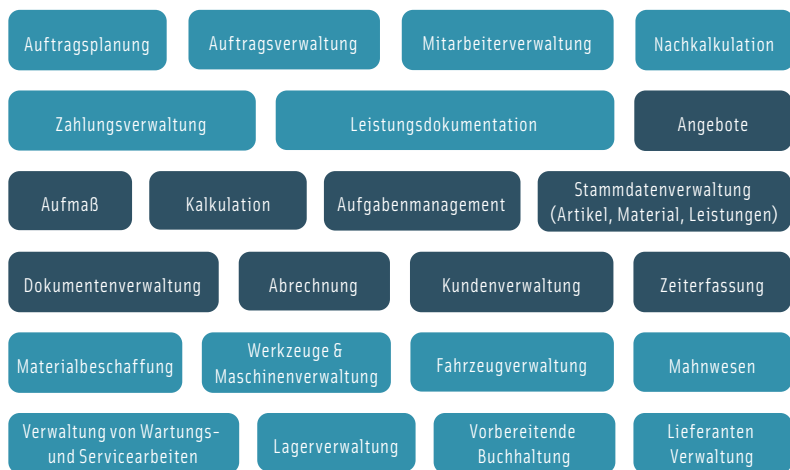 Auftragsplanung
Auftragsverwaltung
Mitarbeiterverwaltung
Nachkalkulation
Zahlungsverwaltung
Leistungsdokumentation
Angebote
Aufmaß
Kalkulation
Aufgabenmanagement
Stammdatenverwaltung
(Artikel, Material, Leistungen)
Dokumentenverwaltung
Abrechnung
Kundenverwaltung
Zeiterfassung
Materialbeschaffung
Werkzeuge &
Maschinenverwaltung
Fahrzeugverwaltung
Mahnwesen
Verwaltung von Wartungs-
und Servicearbeiten
Lagerverwaltung
Vorbereitende
Buchhaltung
Lieferanten
Verwaltung